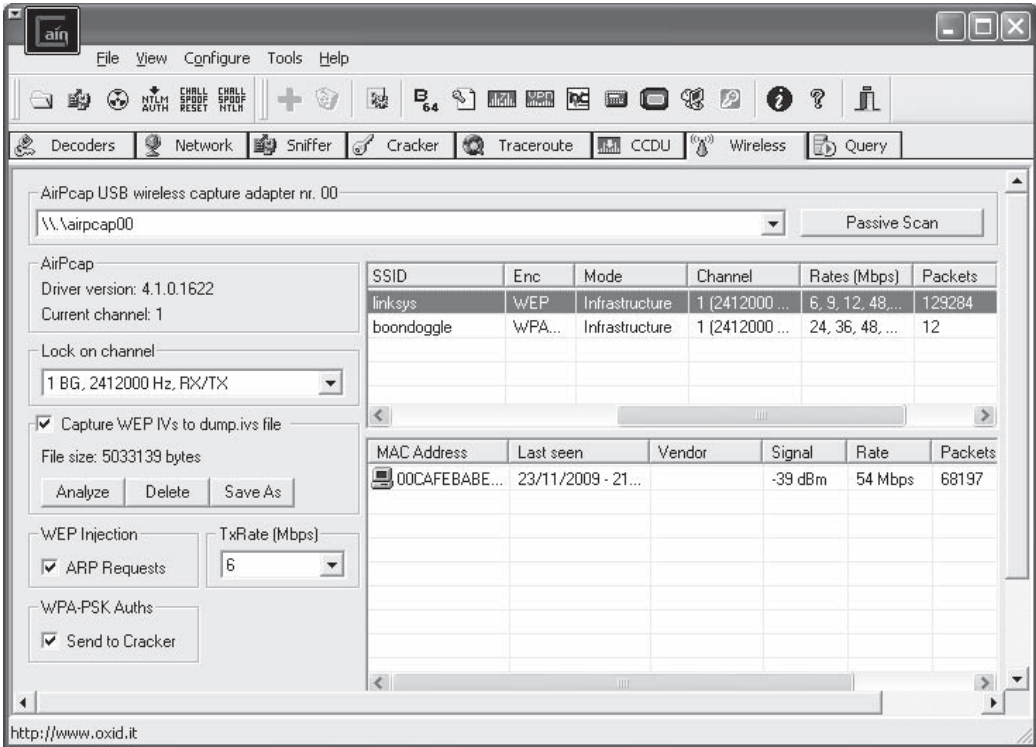 aín
File View Configure Tools Help
NTLM AUTH
CHALL SPOOF RESET
CHALL SPOOF NTLM
B 64
Decoders Network Sniffer Cracker Traceroute CCDU Wireless Query
AirPcap USB wireless capture adapter nr. 00
\\.\airpcap00 Passive Scan
AirPcap
Driver version: 4.1.0.1622
Current channel: 1
Lock on channel
1 BG, 2412000 Hz, RX/TX
Capture WEP IVs to dump.ivs file
File size: 5033139 bytes
Analyze Delete Save As
WEP Injection
ARP Requests
TxRate (Mbps)
6
WPA-PSK Auths
Send to Cracker
SSID Enc Mode Channel Rates (Mbps) Packets
linksys WEP Infrastructure 1 (2412000 ... 6, 9, 12, 48,... 129284
boondoggle WPA... Infrastructure 1 (2412000 ... 24, 36, 48, ... 12
MAC Address Last seen Vendor Signal Rate Packets
00CAFEBABE... 23/11/2009 - 21... -39 dBm 54 Mbps 68197
http://www.oxid.it